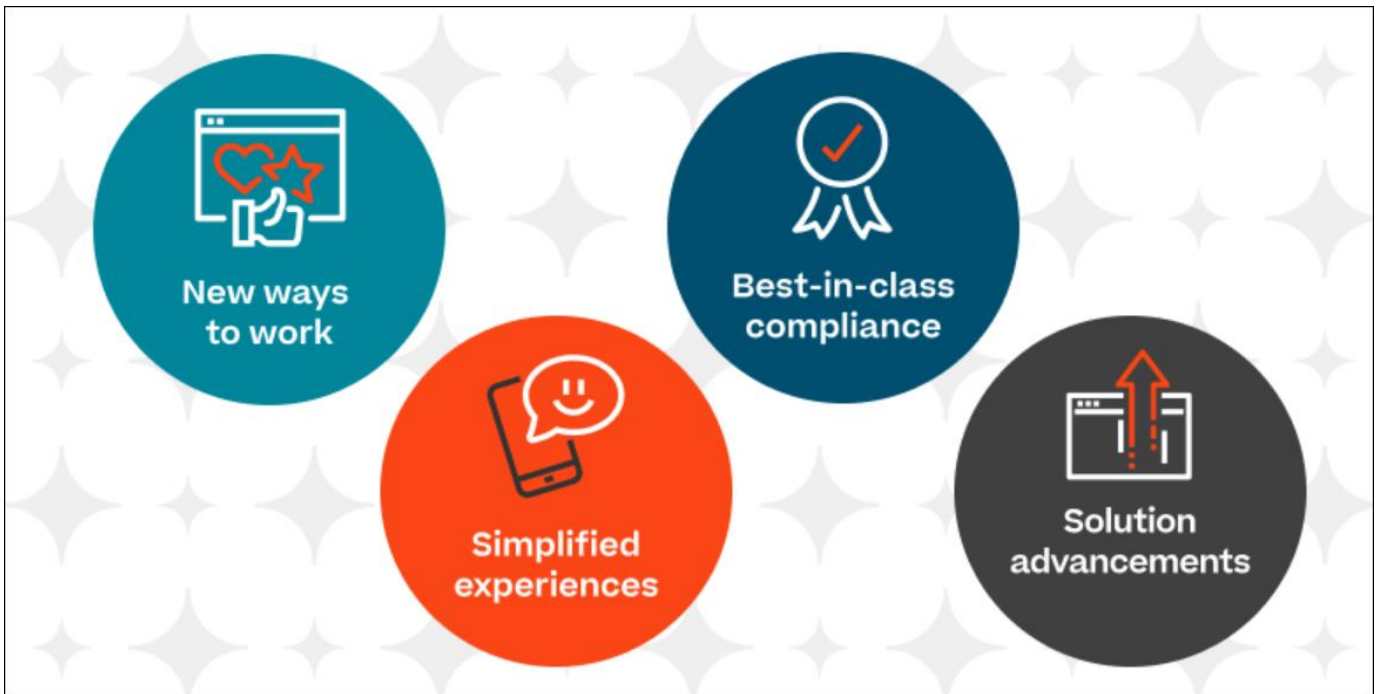 New ways
to work
Simplified
experiences
Best-in-class
compliance
Solution
advancements